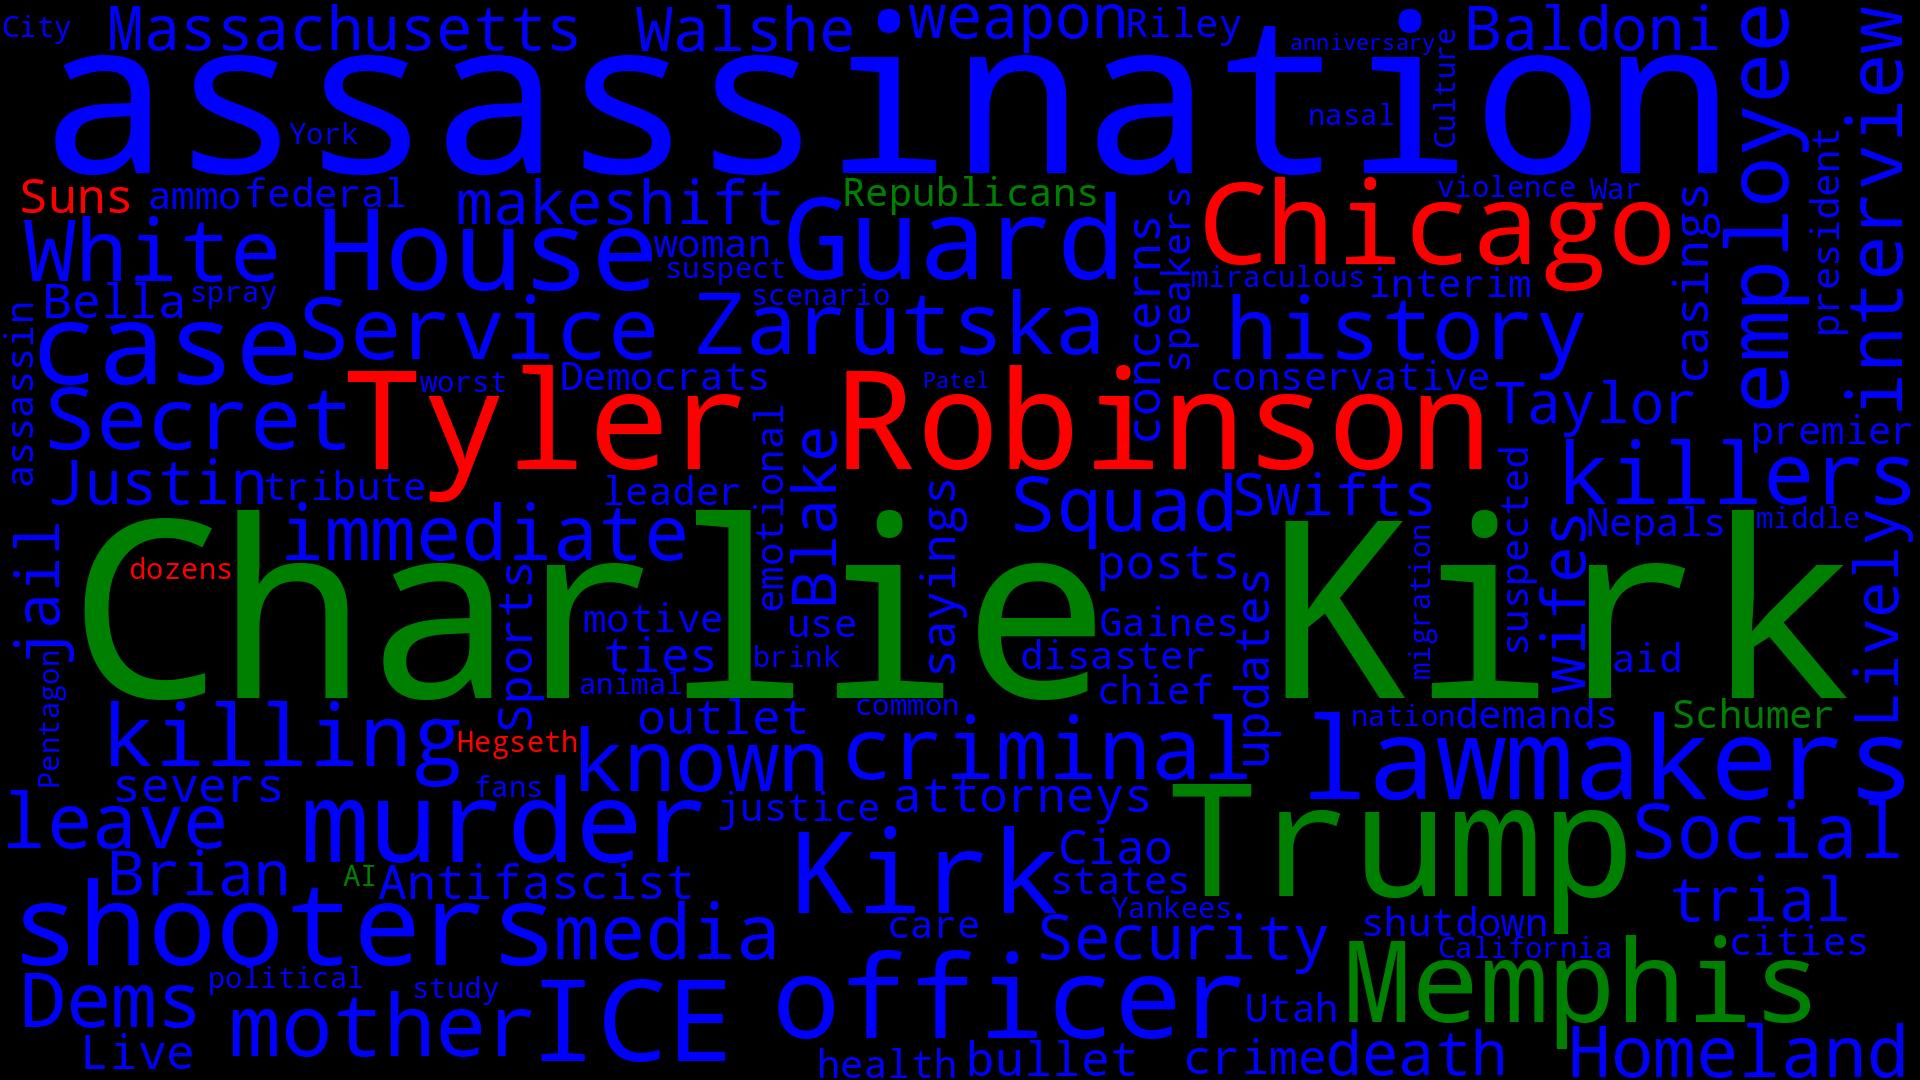 City Massachusetts Walshe weapon Riley anniversary Baldoni
assassination
York nasal Culture employee interview
Suns ammo federal makeshift Republicans Chicago violence War
White House woman Guard speakers president
suspect miraculous interim casings
Bella spray scenario concerns
case Service Zarutska history
assassin worst Democrats Patel conservative
Secret Tyler Robinson Taylor premier
Justin tribute leader emotional Blake sayings Squad Swifts suspected killers
immediate Nepals middle
jail Charlie Kirk Livelys
dozens Sports motive use posts updates migration wifes
ties brink Gaines disaster aid
Pentagon animal common chief
killing outlet nation demands Schumer
Hegseth known criminal lawmakers
severs fans
leave murder justice attorneys Trump Social
Brian AI Antifascist Kirk Ciao states trial
shooters media care Yankees shutdown
Security California cities
Dems political study officer Memphis
mother ICE Utah
Live health bullet crime death Homeland